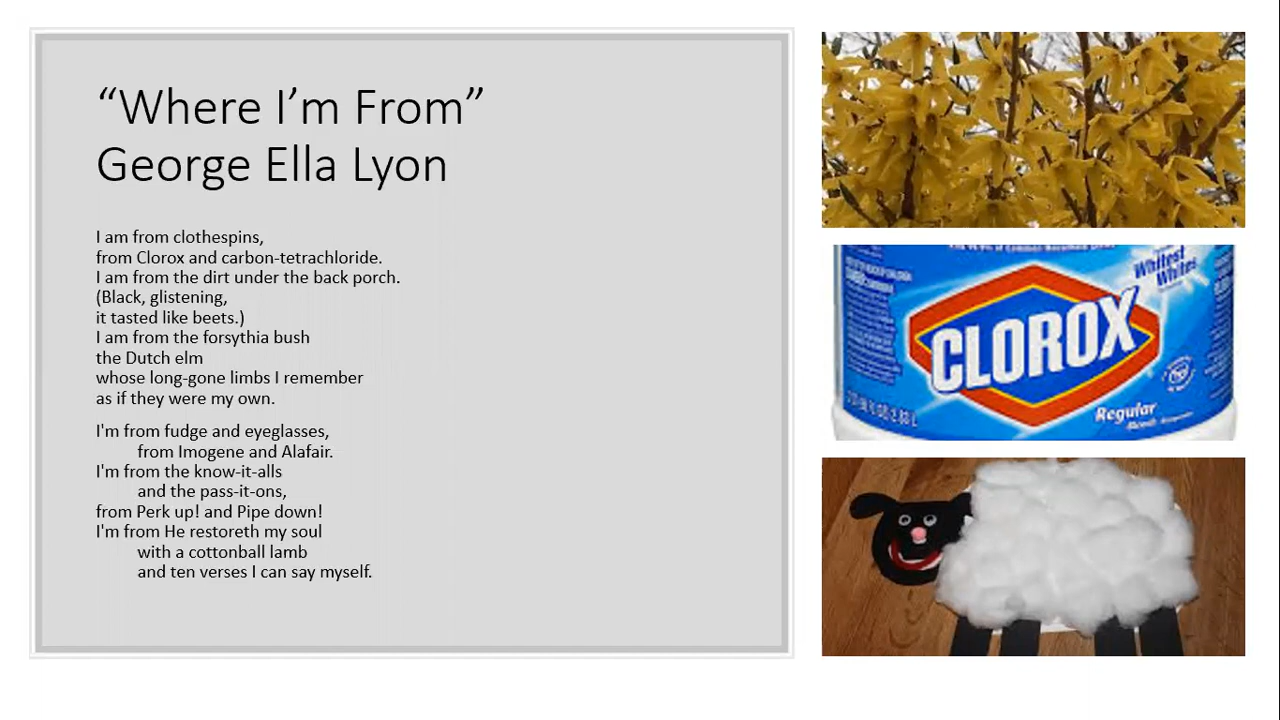 “Where I’m From”
George Ella Lyon
I am from clothespins,
from Clorox and carbon-tetrachloride.
I am from the dirt under the back porch.
(Black, glistening,
it tasted like beets.)
I am from the forsythia bush
the Dutch elm
whose long-gone limbs I remember
as if they were my own.
I'm from fudge and eyeglasses,
from Imogene and Alafair.
I'm from the know-it-alls
and the pass-it-ons,
from Perk up! and Pipe down!
I'm from He restoreth my soul
with a cottonball lamb
and ten verses I can say myself.
Whitest
Whites
CLOROX
Regular